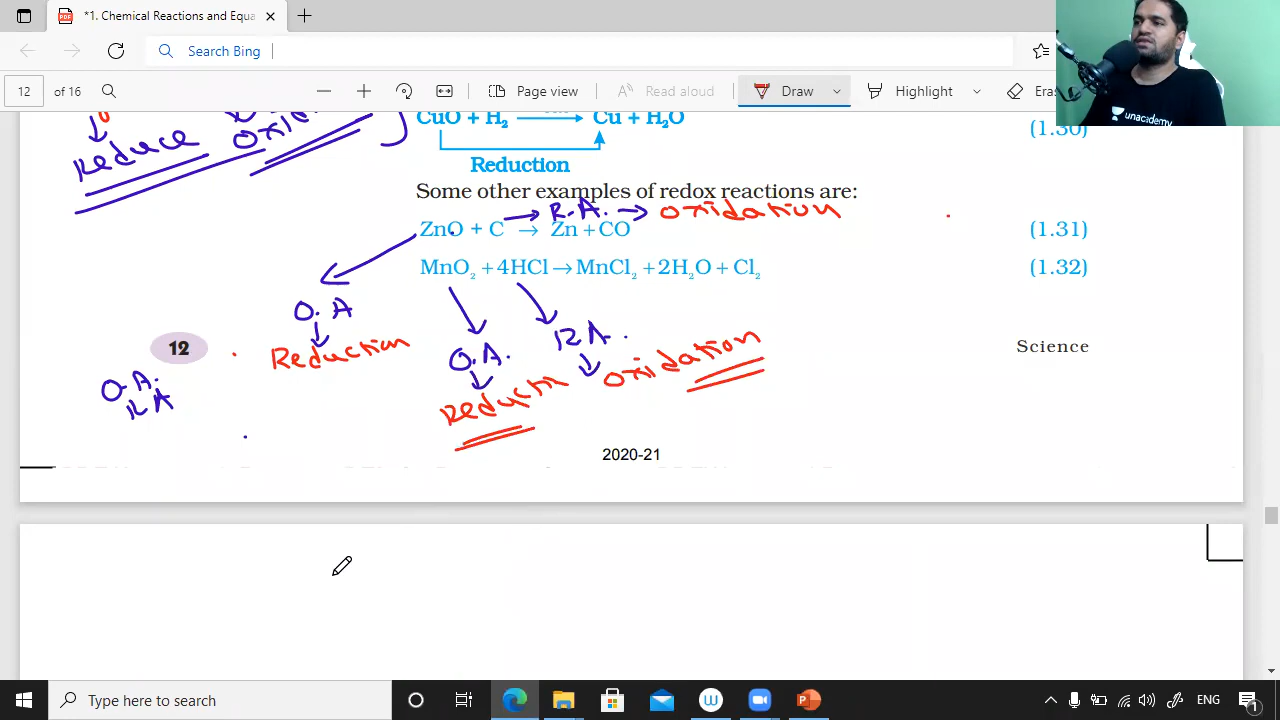 *1. Chemical Reactions and Equa
Search Bing
12 of 16
Page view
Read aloud
Draw
Highlight
Eras
unacademy
CuO + H₂ → Cu + H₂O
(1.30)
Reduce
Reduction
Some other examples of redox reactions are:
→ R.A. → oxidation
ZnO + C → Zn + CO
(1.31)
MnO₂ + 4HCl → MnCl₂ + 2H₂O + Cl₂
(1.32)
O.A
R A.
12
Reduction
O.A.
oxidation
Science
O.A.
R A
2020-21
Type here to search
ENG
1